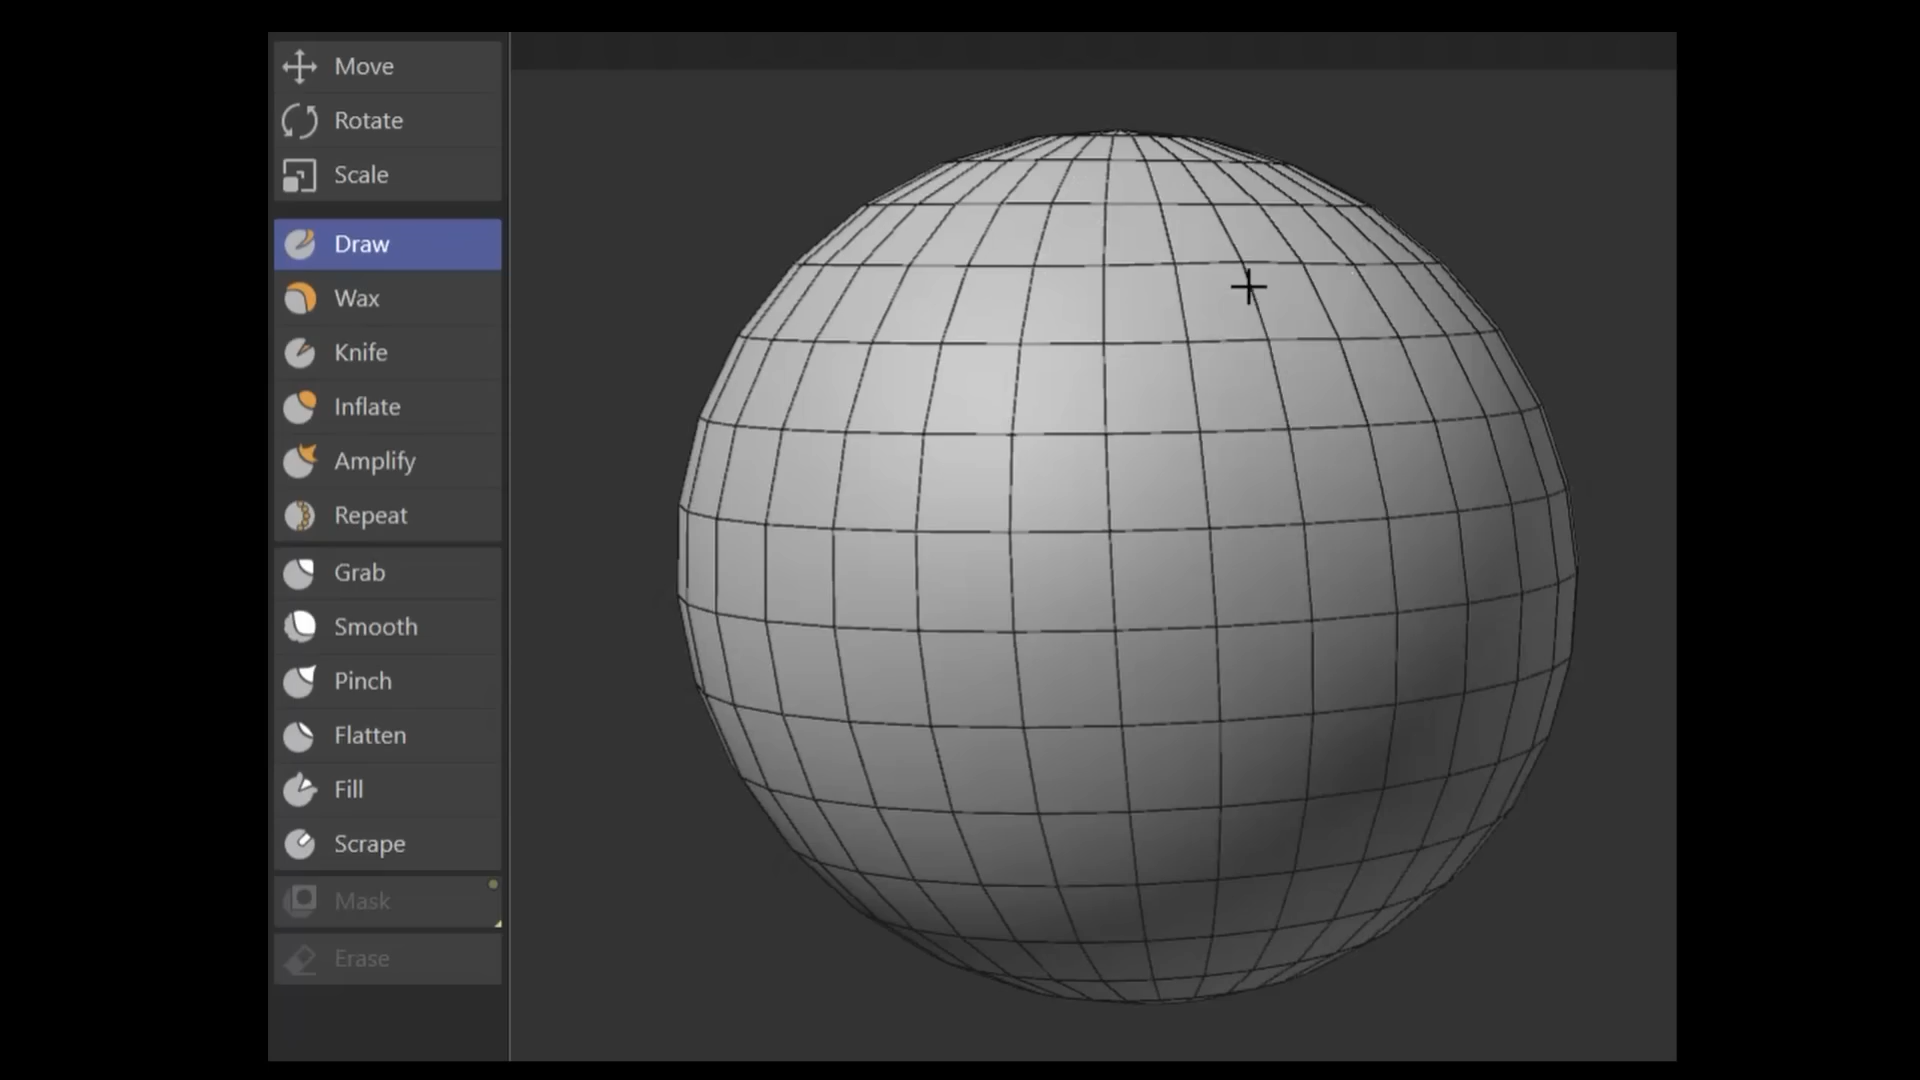 Move
Rotate
Scale
Draw
Wax
Knife
Inflate
Amplify
Repeat
Grab
Smooth
Pinch
Flatten
Fill
Scrape
Mask
Erase